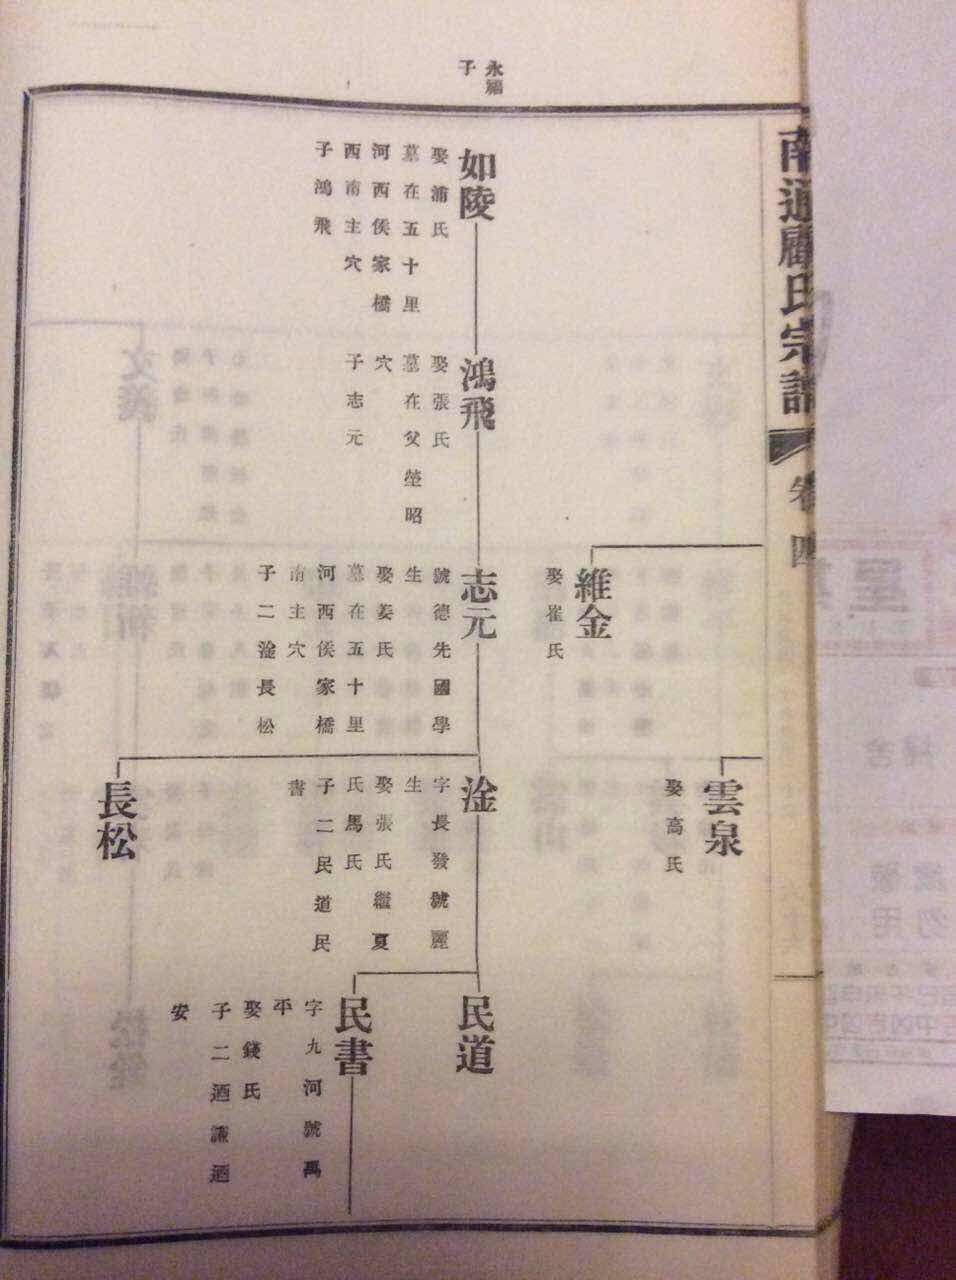 南通顧氏宗譜
卷四
永福
子
如陵
娶浦氏
墓在五十里
河西侯家橋
西南主穴
子鴻飛
鴻飛
娶張氏
墓在父塋昭
穴
子志元
維金
娶崔氏
志元
號德先國學
生
娶姜氏
墓在五十里
河西侯家橋
南主穴
子二淦長松
雲泉
娶高氏
淦
字長發號麗
生
娶張氏繼夏
氏馬氏
子二民道民
書
長松
民道
民書
字九河號禹
平
娶錢氏
子二迺謙迺
安